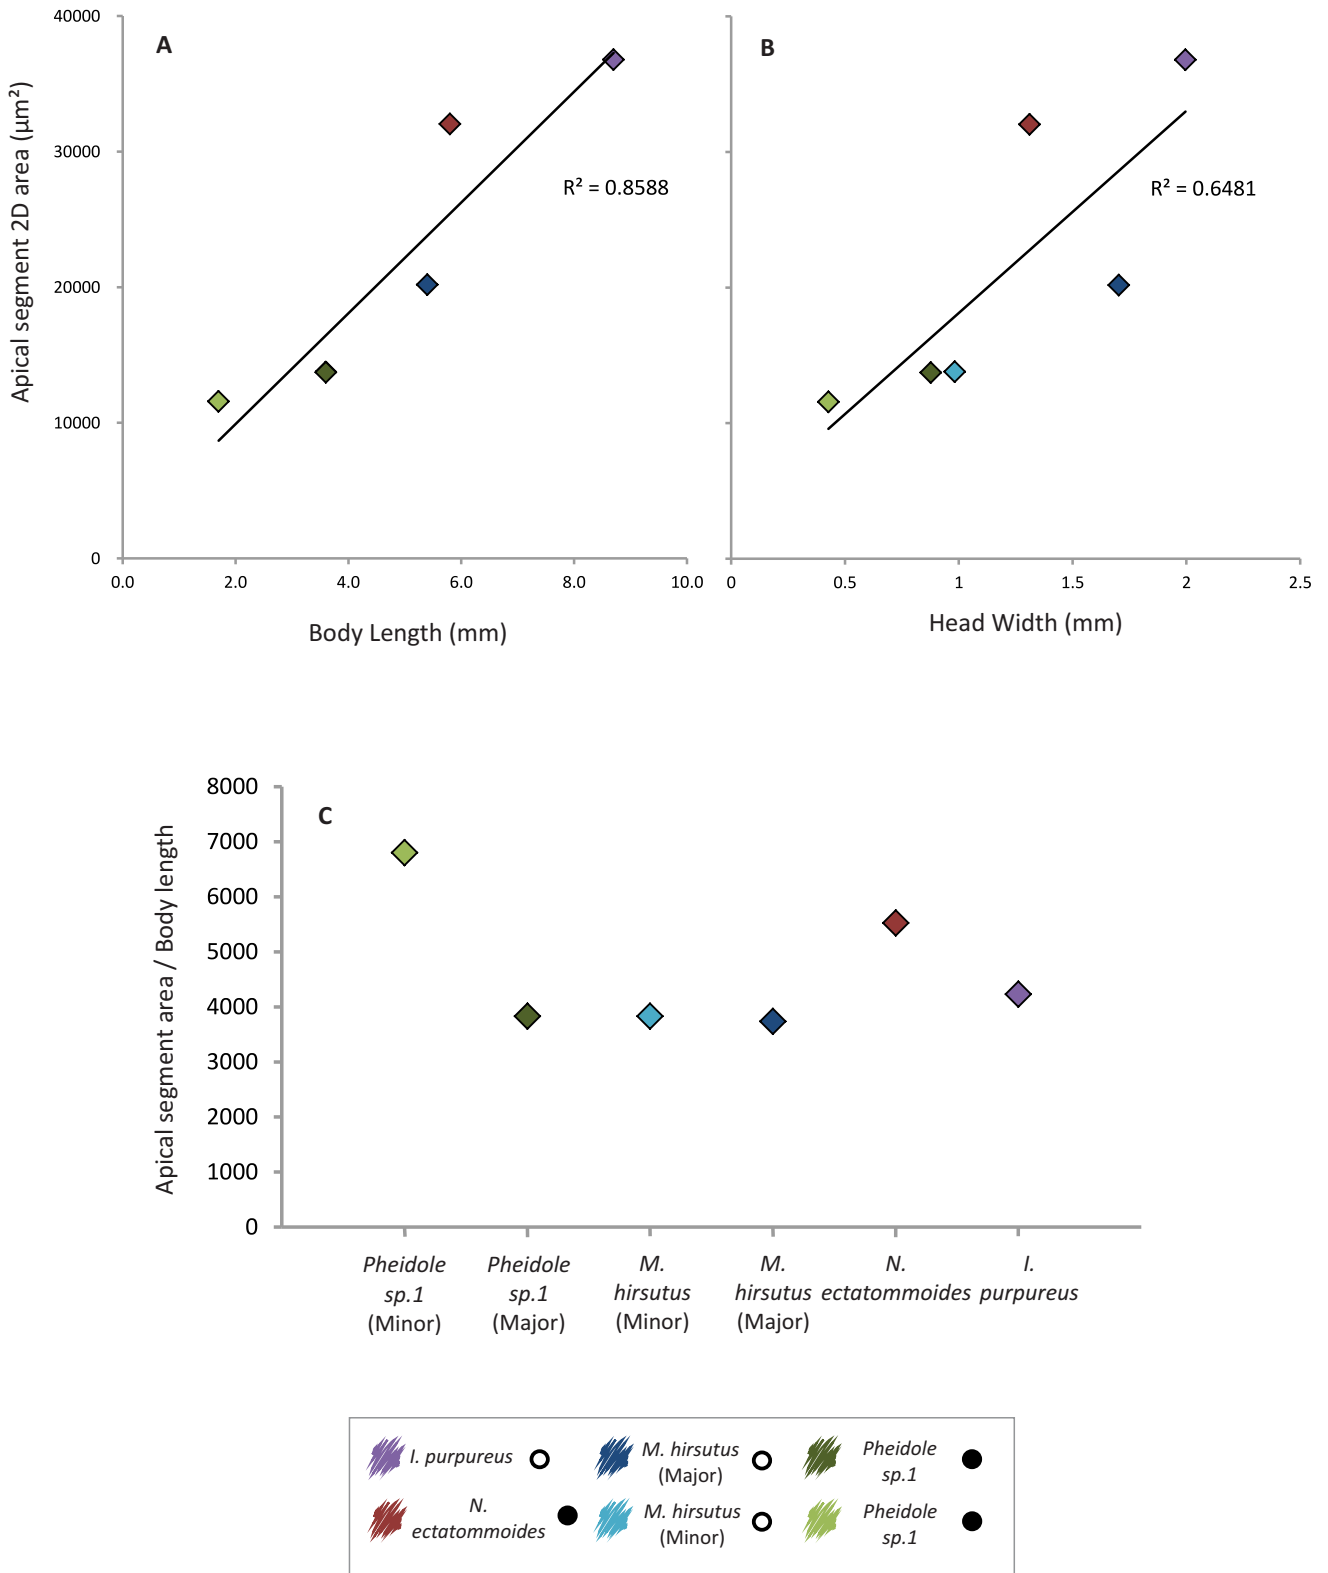 A
B
40000
30000
20000
10000
0
Apical segment 2D area (µm²)
R² = 0.8588
R² = 0.6481
0.0 2.0 4.0 6.0 8.0 10.0
0 0.5 1 1.5 2 2.5
Body Length (mm)
Head Width (mm)
C
8000
7000
6000
5000
4000
3000
2000
1000
0
Apical segment area / Body length
Pheidole
sp.1
(Minor)
Pheidole
sp.1
(Major)
M.
hirsutus
(Minor)
M.
hirsutus
(Major)
N.
ectatommoides
I.
purpureus
I. purpureus
M. hirsutus
(Major)
Pheidole
sp.1
N.
ectatommoides
M. hirsutus
(Minor)
Pheidole
sp.1